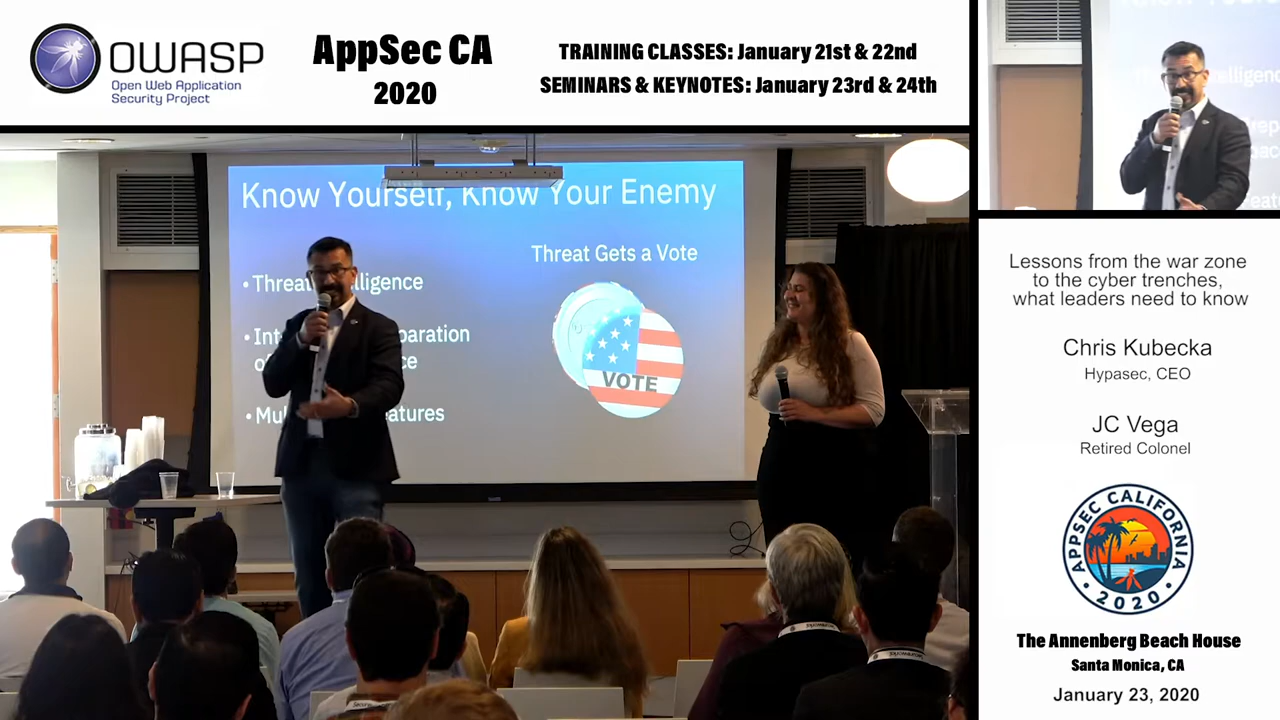 OWASP
Open Web Application
Security Project
AppSec CA
2020
TRAINING CLASSES: January 21st & 22nd
SEMINARS & KEYNOTES: January 23rd & 24th
Know Yourself, Know Your Enemy
Threat Gets a Vote
VOTE
Lessons from the war zone
to the cyber trenches,
what leaders need to know
Chris Kubecka
Hypasec, CEO
JC Vega
Retired Colonel
APPSEC CALIFORNIA
• 2020 •
The Annenberg Beach House
Santa Monica, CA
January 23, 2020